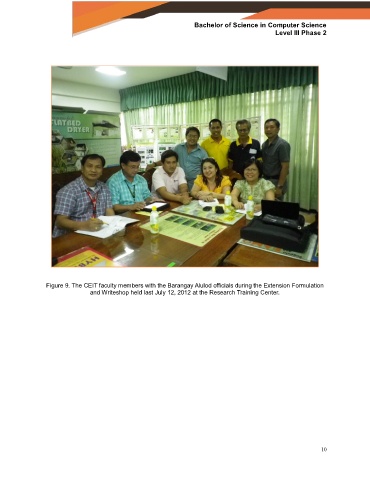 Bachelor of Science in Computer Science
Level III Phase 2
FLATBED
DRYER
Figure 9. The CEIT faculty members with the Barangay Alulod officials during the Extension Formulation
and Writeshop held last July 12, 2012 at the Research Training Center.
10